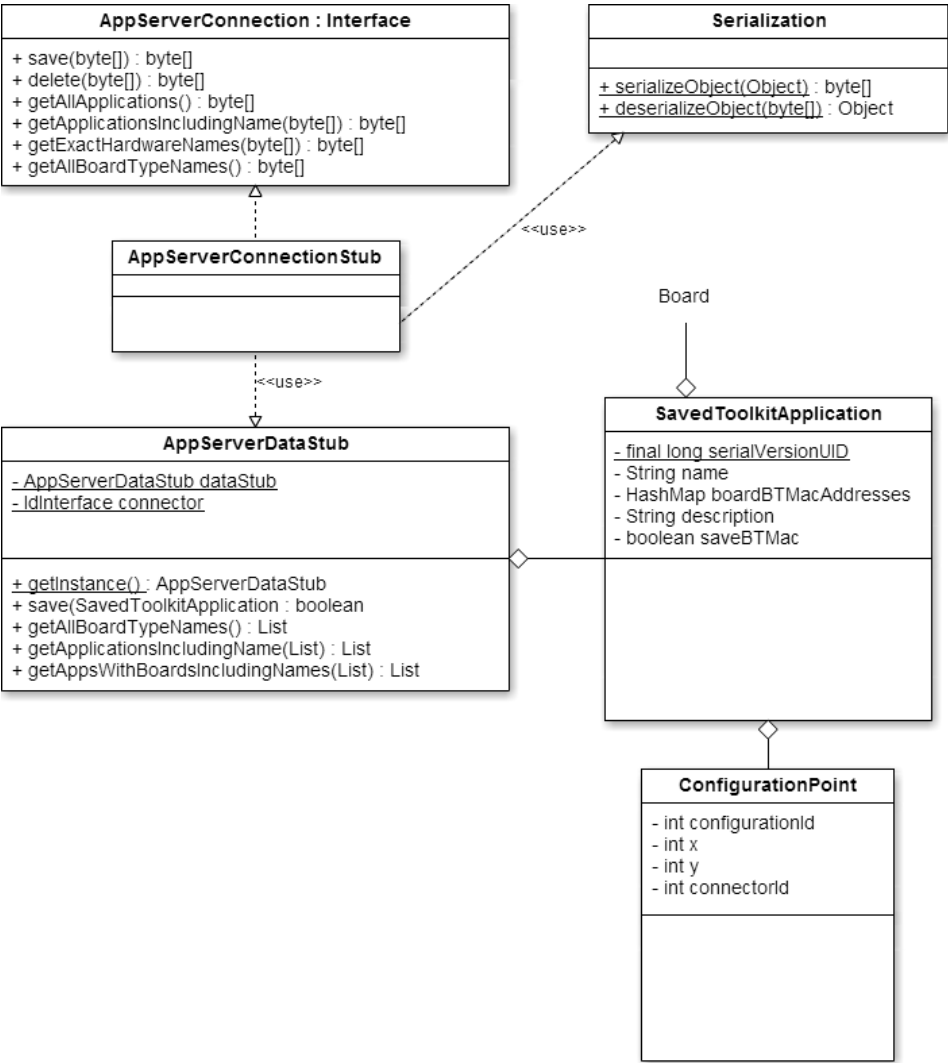 AppServerConnection : Interface
+ save(byte[]) : byte[]
+ delete(byte[]) : byte[]
+ getAllApplications() : byte[]
+ getApplicationsIncludingName(byte[]) : byte[]
+ getExactHardwareNames(byte[]) : byte[]
+ getAllBoardTypeNames() : byte[]
Serialization
+ serializeObject(Object) : byte[]
+ deserializeObject(byte[]) : Object
<<use>>
AppServerConnectionStub
<<use>>
Board
AppServerDataStub
- AppServerDataStub dataStub
- IdInterface connector
+ getInstance() : AppServerDataStub
+ save(SavedToolkitApplication : boolean
+ getAllBoardTypeNames() : List
+ getApplicationsIncludingName(List) : List
+ getAppsWithBoardsIncludingNames(List) : List
SavedToolkitApplication
- final long serialVersionUID
- String name
- HashMap boardBTMacAddresses
- String description
- boolean saveBTMac
ConfigurationPoint
- int configurationId
- int x
- int y
- int connectorId